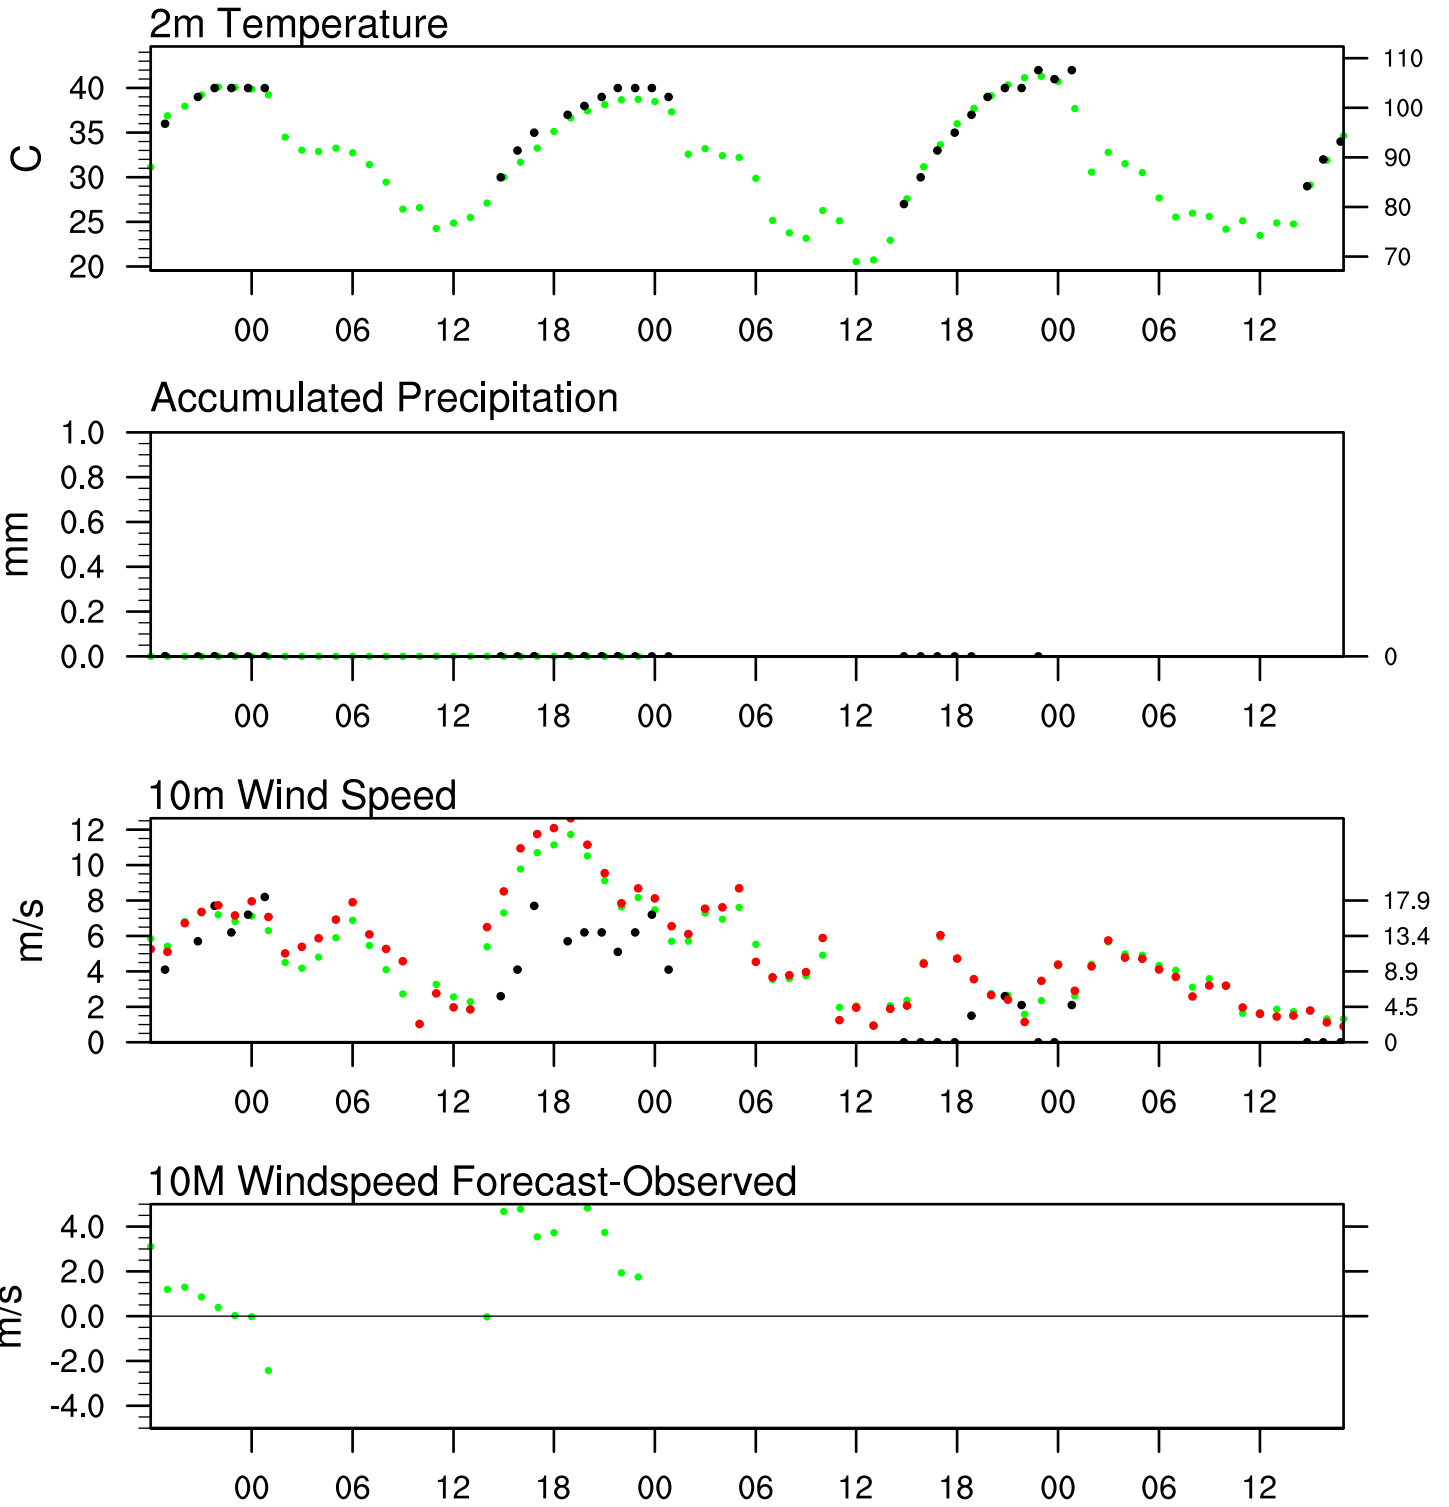 2m Temperature
40
35
30
25
20
C
110
100
90
80
70
00 06 12 18 00 06 12 18 00 06 12
Accumulated Precipitation
1.0
0.8
0.6
0.4
0.2
0.0
mm
0
00 06 12 18 00 06 12 18 00 06 12
10m Wind Speed
12
10
8
6
4
2
0
m/s
17.9
13.4
8.9
4.5
0
00 06 12 18 00 06 12 18 00 06 12
10M Windspeed Forecast-Observed
4.0
2.0
0.0
-2.0
-4.0
m/s
00 06 12 18 00 06 12 18 00 06 12